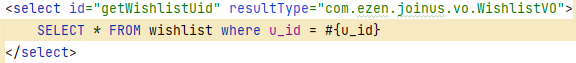 <select id="getWishlistUid" resultType="com.ezen.joinus.vo.WishlistVO">
    SELECT * FROM wishlist where u_id = #{u_id}
</select>